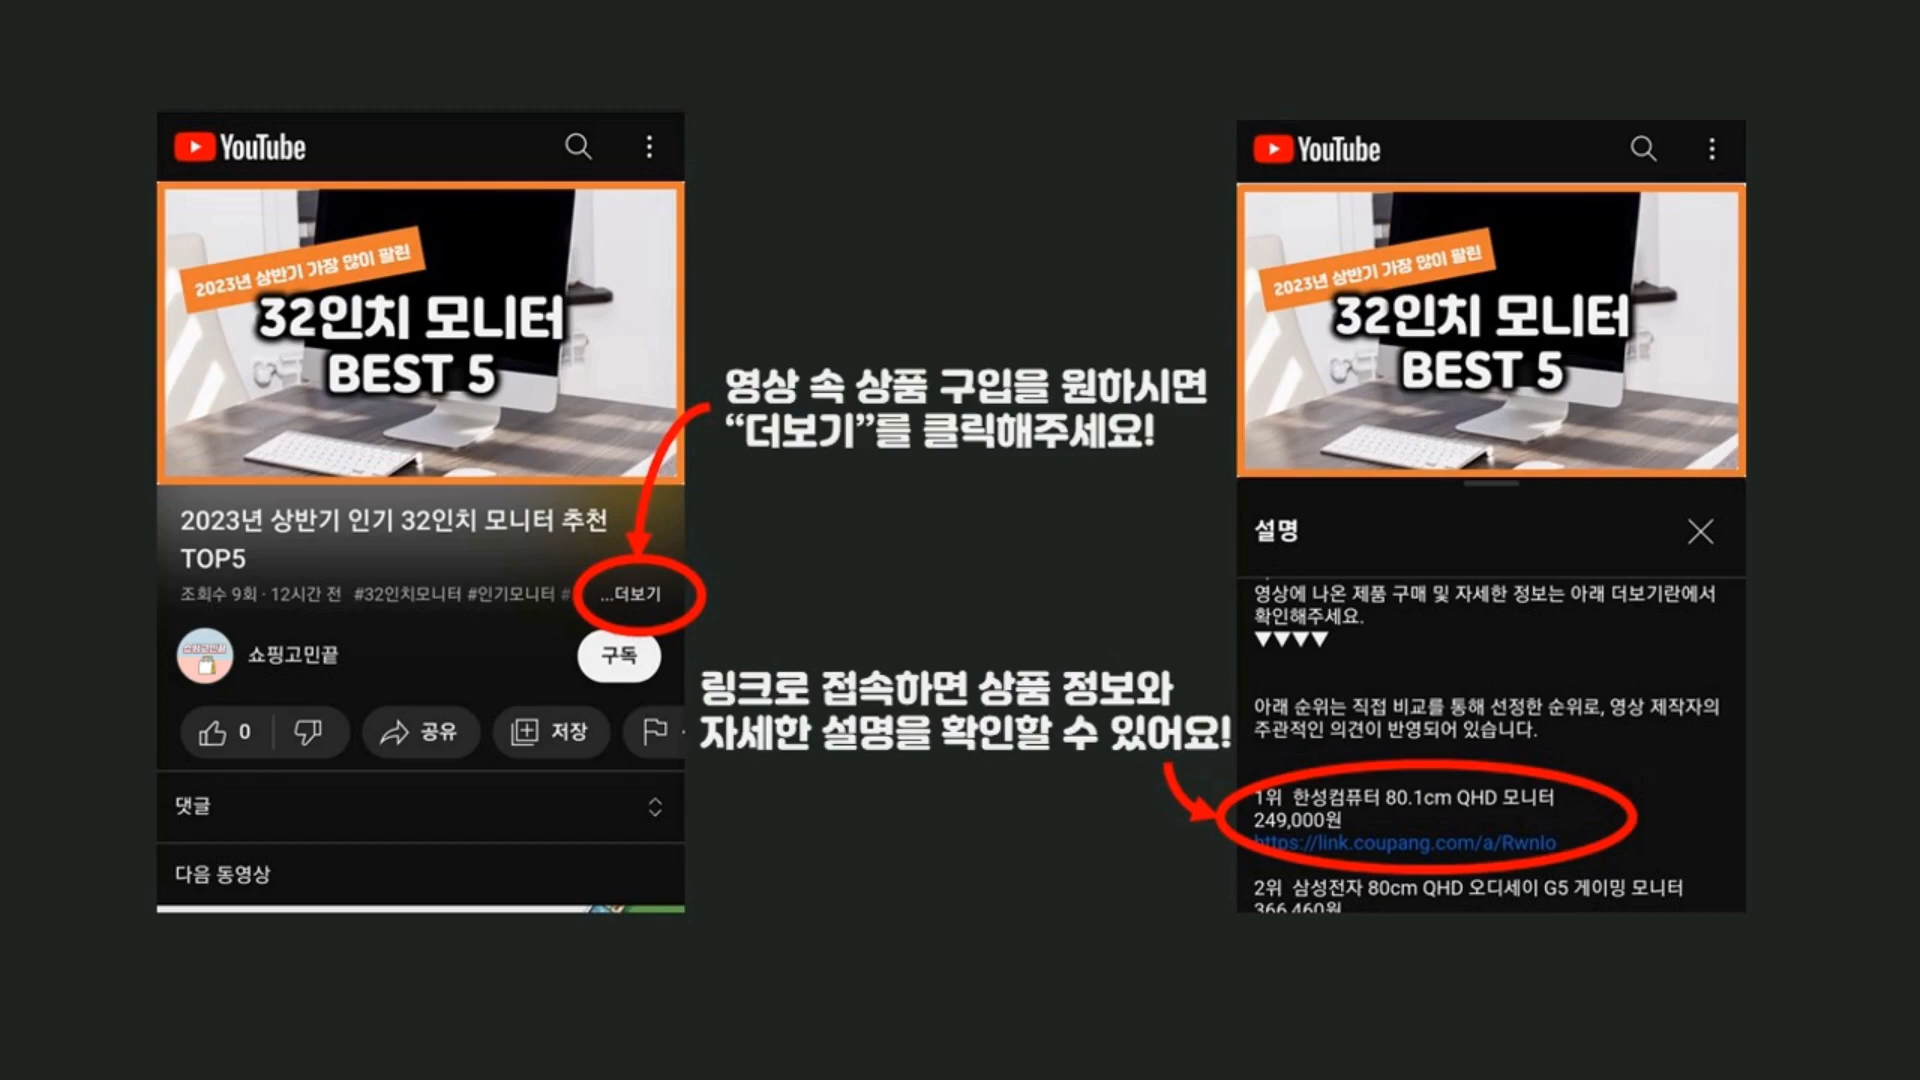 YouTube
2023년 상반기 가장 많이 팔린
32인치 모니터
BEST 5
2023년 상반기 인기 32인치 모니터 추천
TOP5
조회수 9회 · 12시간 전 #32인치모니터 #인기모니터 # ...더보기
쇼핑고민끝
쇼핑고민끝
구독
0
공유
저장
댓글
다음 동영상
영상 속 상품 구입을 원하시면
“더보기”를 클릭해주세요!
링크로 접속하면 상품 정보와
자세한 설명을 확인할 수 있어요!
YouTube
2023년 상반기 가장 많이 팔린
32인치 모니터
BEST 5
설명
영상에 나온 제품 구매 및 자세한 정보는 아래 더보기란에서
확인해주세요.
▼▼▼▼
아래 순위는 직접 비교를 통해 선정한 순위로, 영상 제작자의
주관적인 의견이 반영되어 있습니다.
1위 한성컴퓨터 80.1cm QHD 모니터
249,000원
https://link.coupang.com/a/RwnIo
2위 삼성전자 80cm QHD 오디세이 G5 게이밍 모니터
366,460원